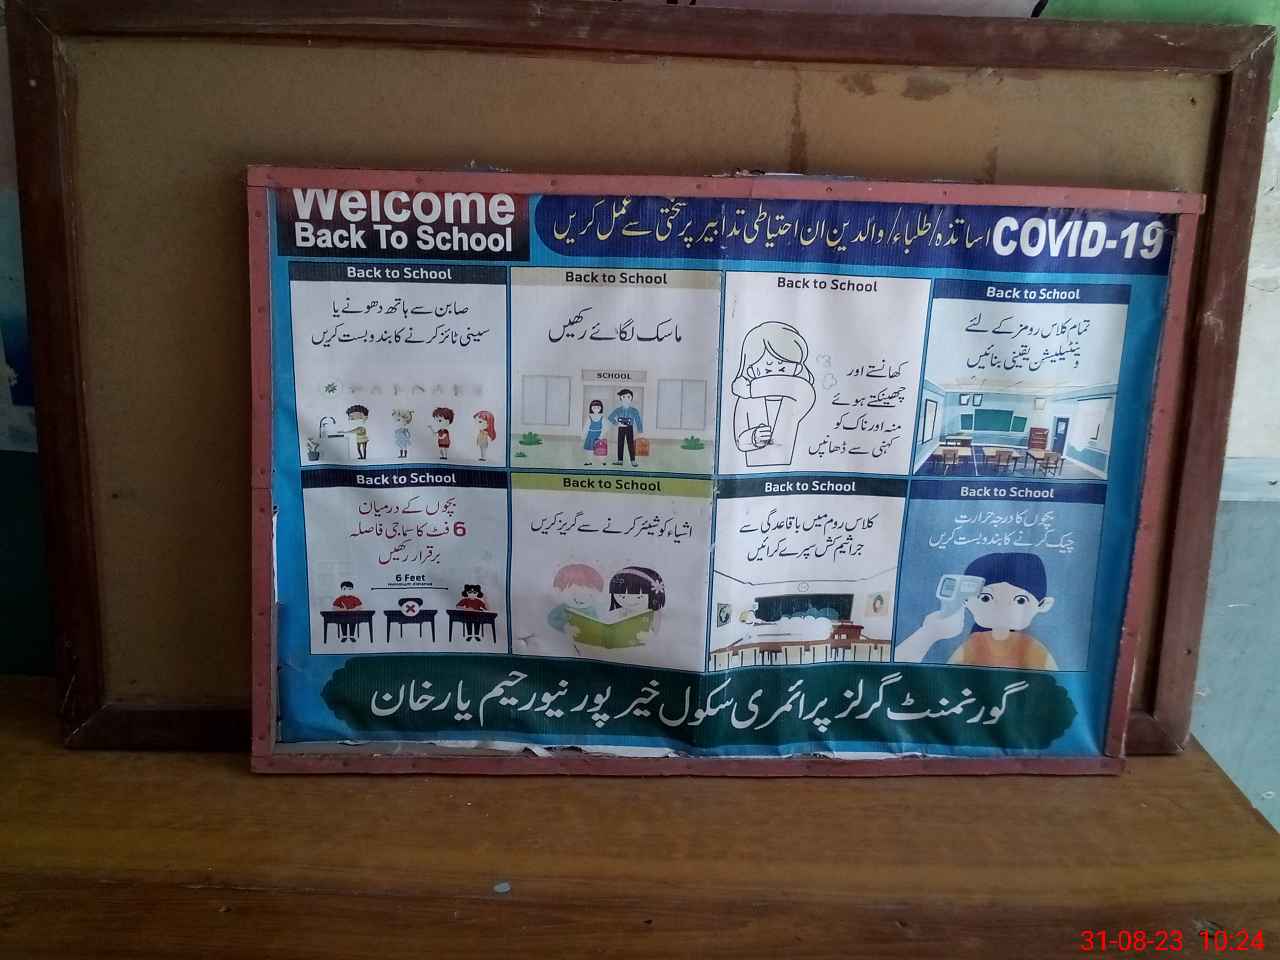 Welcome
Back To School
اساتذہ/طلباء/والدین ان احتیاطی تدابیر پر سختی سے عمل کریں COVID-19
Back to School
صابن سے ہاتھ دھونے یا
سینی ٹائز کرنے کا بندوبست کریں
Back to School
ماسک لگائے رکھیں
SCHOOL
Back to School
کھانستے اور
چھینکتے ہوئے
منہ اور ناک کو
کہنی سے ڈھانپیں
Back to School
تمام کلاس رومز کے لئے
وینٹیلیشن یقینی بنائیں
Back to School
بچوں کے درمیان
6 فٹ کا سماجی فاصلہ
برقرار رکھیں
6 Feet
Back to School
اشیاء کو شیئر کرنے سے گریز کریں
Back to School
کلاس روم میں باقاعدگی سے
جراثیم کش سپرے کرائیں
Back to School
بچوں کا درجہ حرارت
چیک کرنے کا بندوبست کریں
گورنمنٹ گرلز پرائمری سکول خیر پور نیو رحیم یار خان
31-08-23 10:24